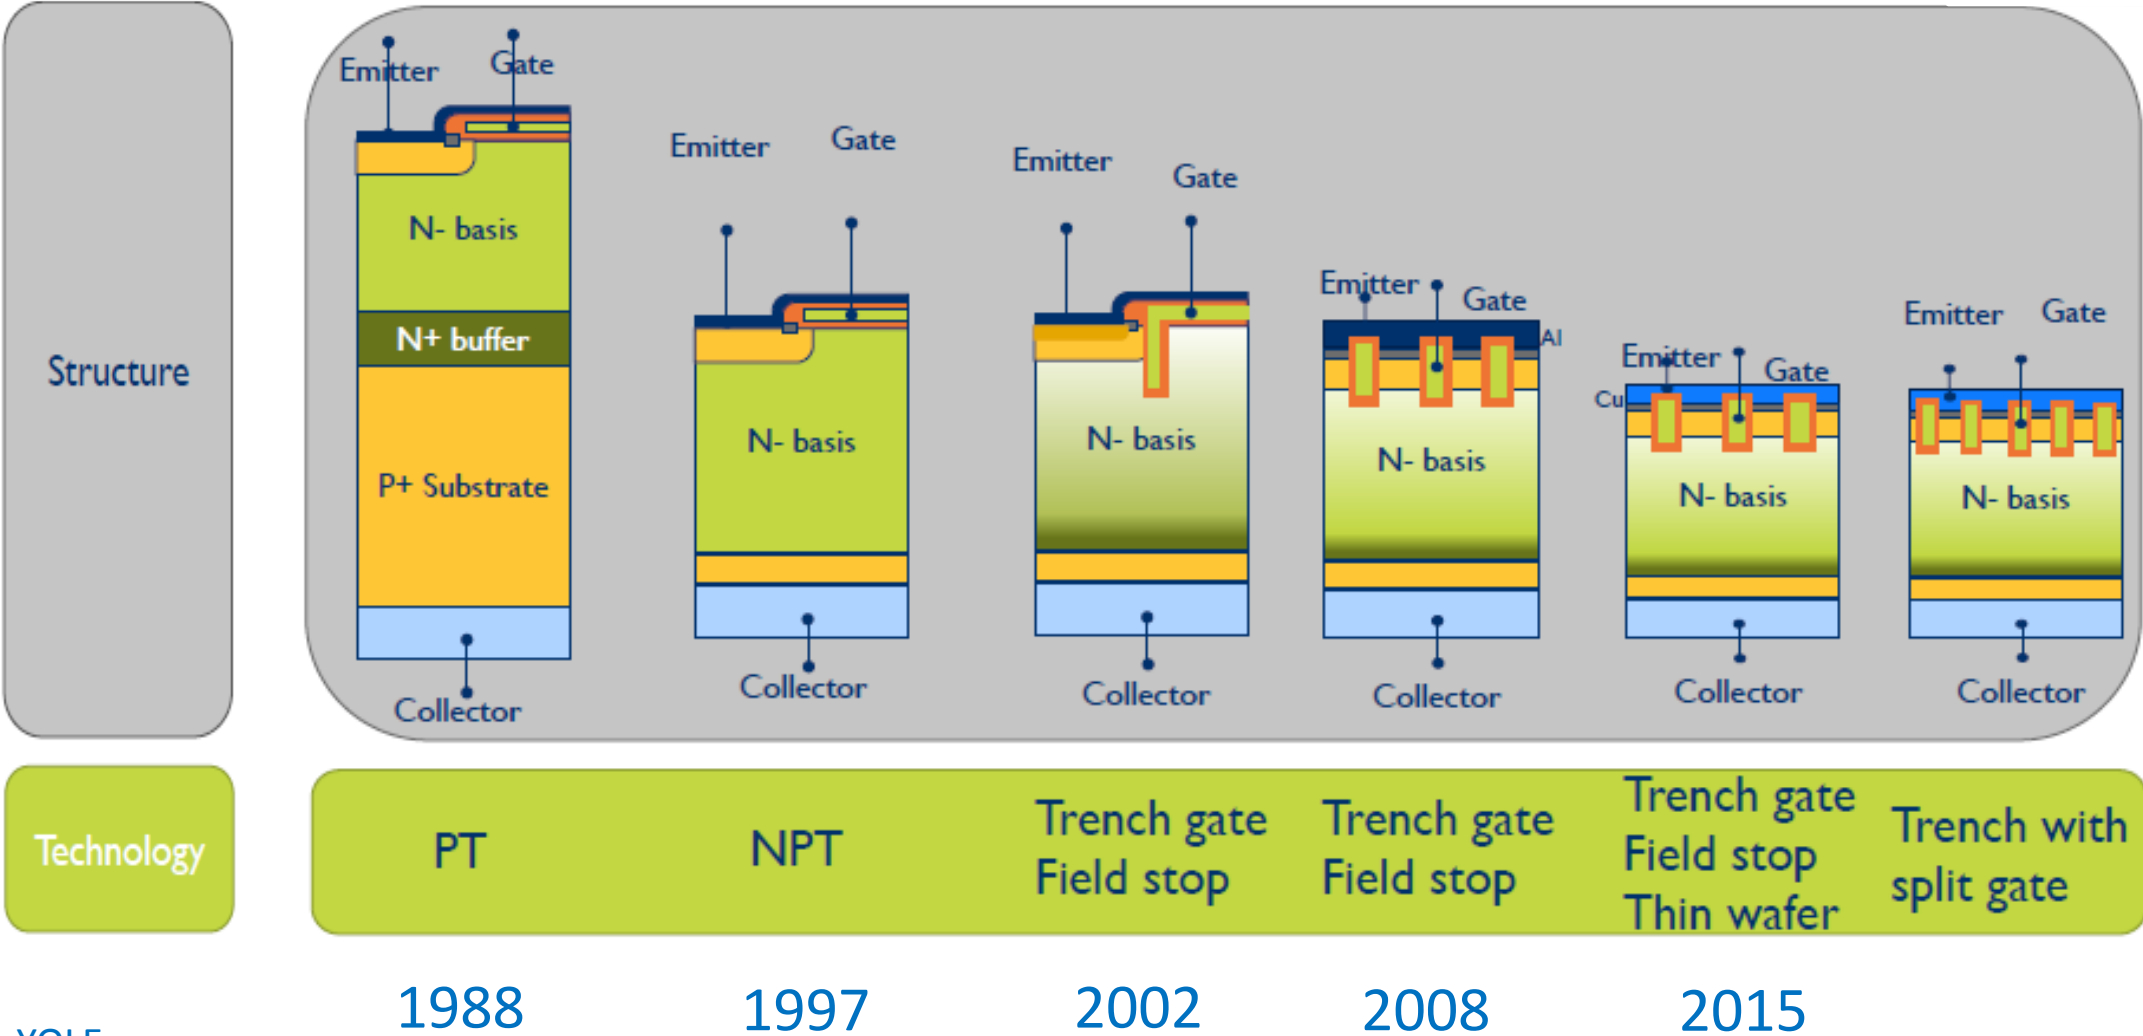 Structure
Emitter
Gate
N- basis
N+ buffer
P+ Substrate
Collector
Emitter
Gate
N- basis
Collector
Emitter
Gate
N- basis
Collector
Emitter
Gate
Al
N- basis
Collector
Emitter
Gate
Cu
N- basis
Collector
Emitter
Gate
N- basis
Collector
Technology
PT
NPT
Trench gate
Field stop
Trench gate
Field stop
Trench gate
Field stop
Thin wafer
Trench with
split gate
1988
1997
2002
2008
2015